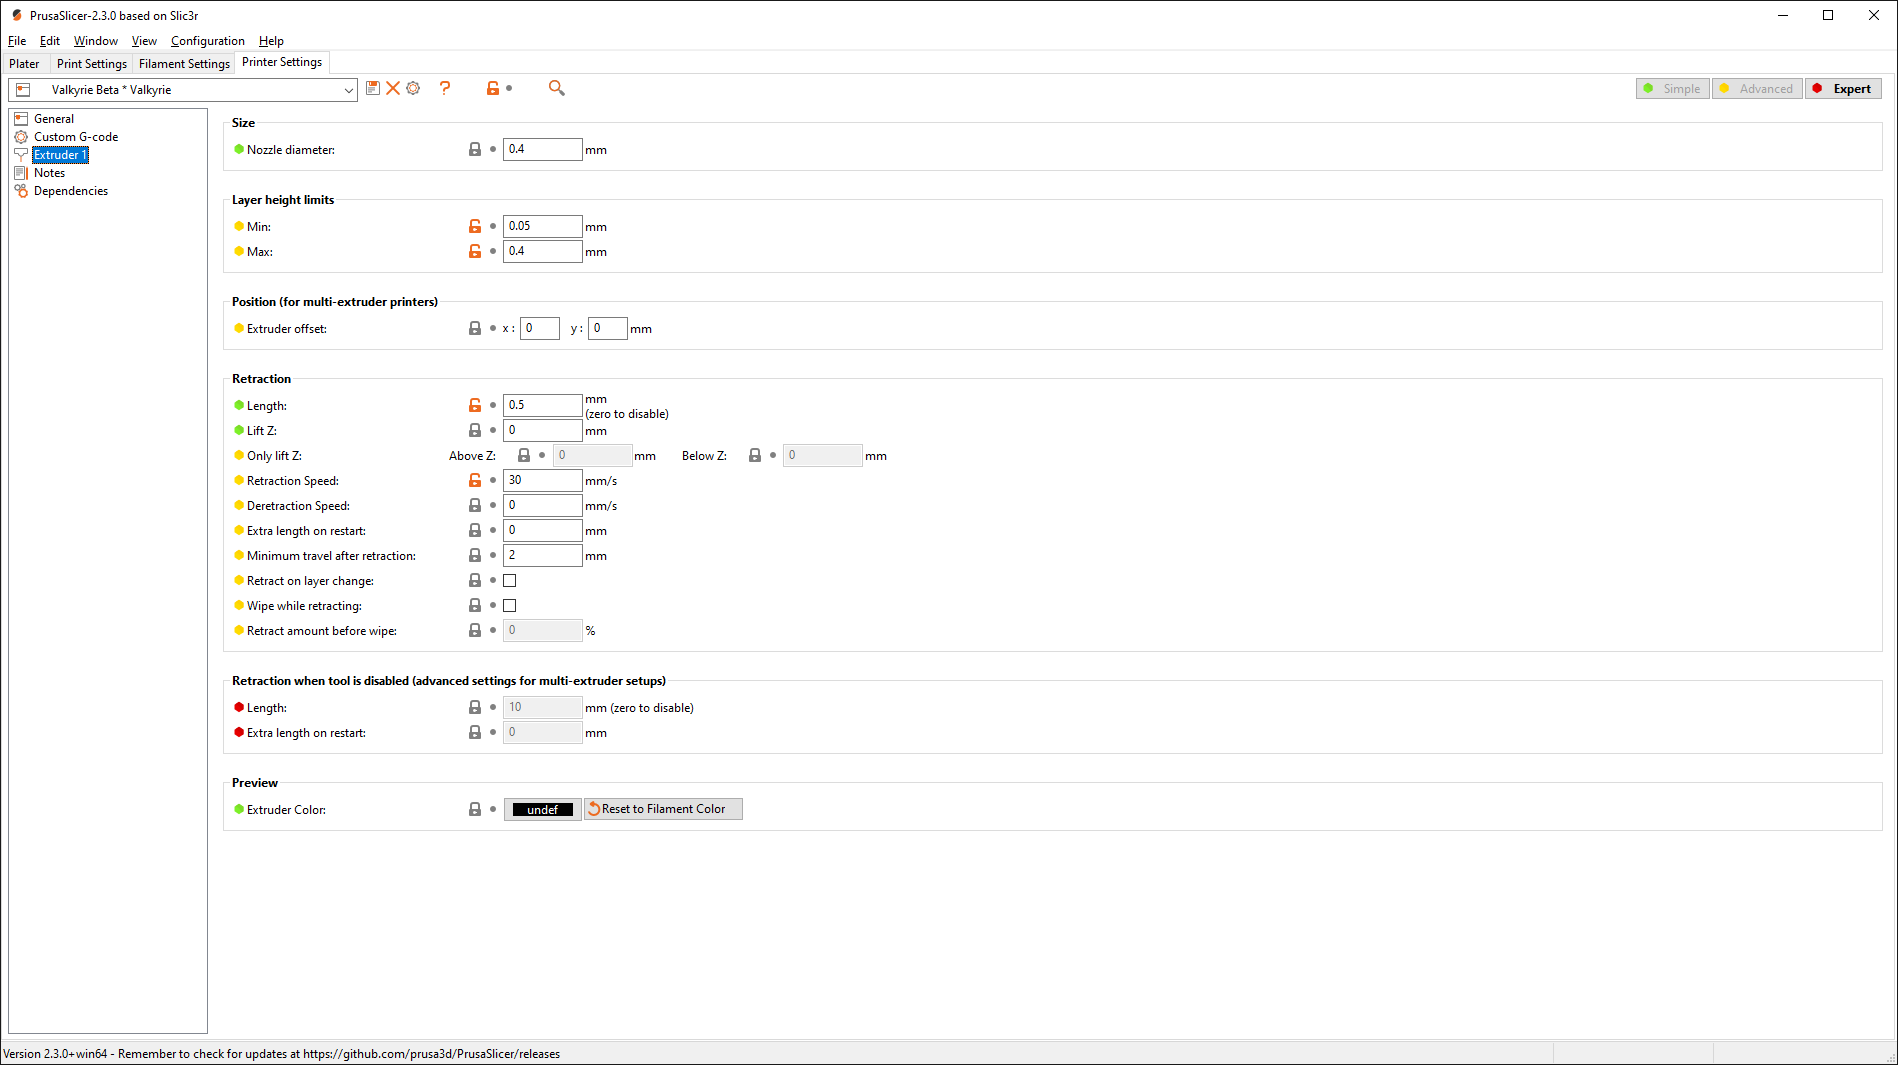 PrusaSlicer-2.3.0 based on Slic3r
File Edit Window View Configuration Help
Plater Print Settings Filament Settings Printer Settings
Valkyrie Beta * Valkyrie ? Simple Advanced Expert
General
Custom G-code
Extruder 1
Notes
Dependencies
Size
Nozzle diameter: 0.4 mm
Layer height limits
Min: 0.05 mm
Max: 0.4 mm
Position (for multi-extruder printers)
Extruder offset: x : 0 y : 0 mm
Retraction
Length: 0.5 mm
(zero to disable)
Lift Z: 0 mm
Only lift Z: Above Z: 0 mm Below Z: 0 mm
Retraction Speed: 30 mm/s
Deretraction Speed: 0 mm/s
Extra length on restart: 0 mm
Minimum travel after retraction: 2 mm
Retract on layer change:
Wipe while retracting:
Retract amount before wipe: 0 %
Retraction when tool is disabled (advanced settings for multi-extruder setups)
Length: 10 mm (zero to disable)
Extra length on restart: 0 mm
Preview
Extruder Color: undef Reset to Filament Color
Version 2.3.0+win64 - Remember to check for updates at https://github.com/prusa3d/PrusaSlicer/releases